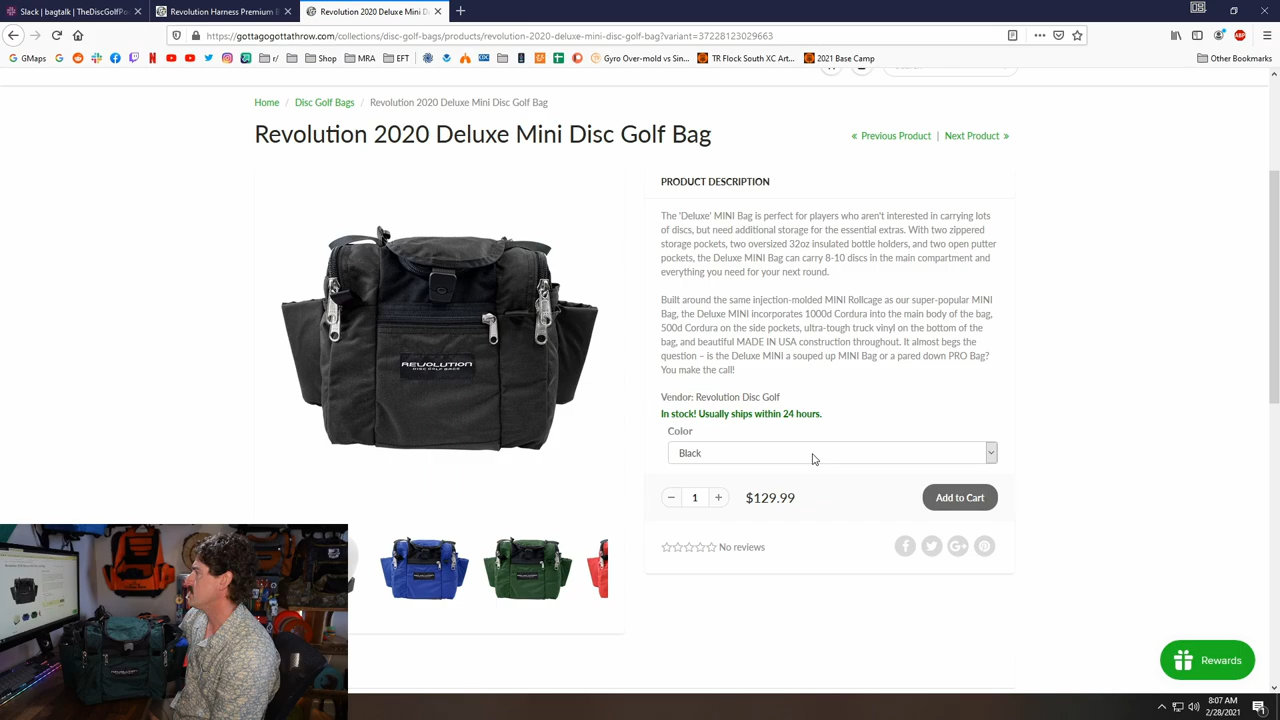 Slack | bagtalk | TheDiscGolfPo
Revolution Harness Premium B
Revolution 2020 Deluxe Mini D
https://gottagogottathrow.com/collections/disc-golf-bags/products/revolution-2020-deluxe-mini-disc-golf-bag?variant=37228123029663
GMaps
r/
Shop
MRA
EFT
Gyro Over-mold vs Sin...
TR Flock South XC Art...
2021 Base Camp
Other Bookmarks
Home / Disc Golf Bags / Revolution 2020 Deluxe Mini Disc Golf Bag
Revolution 2020 Deluxe Mini Disc Golf Bag
« Previous Product | Next Product »
PRODUCT DESCRIPTION
The 'Deluxe' MINI Bag is perfect for players who aren't interested in carrying lots
of discs, but need additional storage for the essential extras. With two zippered
storage pockets, two oversized 32oz insulated bottle holders, and two open putter
pockets, the Deluxe MINI Bag can carry 8-10 discs in the main compartment and
everything you need for your next round.
Built around the same injection-molded MINI Rollcage as our super-popular MINI
Bag, the Deluxe MINI incorporates 1000d Cordura into the main body of the bag,
500d Cordura on the side pockets, ultra-tough truck vinyl on the bottom of the
bag, and beautiful MADE IN USA construction throughout. It almost begs the
question – is the Deluxe MINI a souped up MINI Bag or a pared down PRO Bag?
You make the call!
REVOLUTION
DISC GOLF BAGS
Vendor: Revolution Disc Golf
In stock! Usually ships within 24 hours.
Color
Black
− 1 + $129.99
Add to Cart
No reviews
Rewards
8:07 AM
2/28/2021